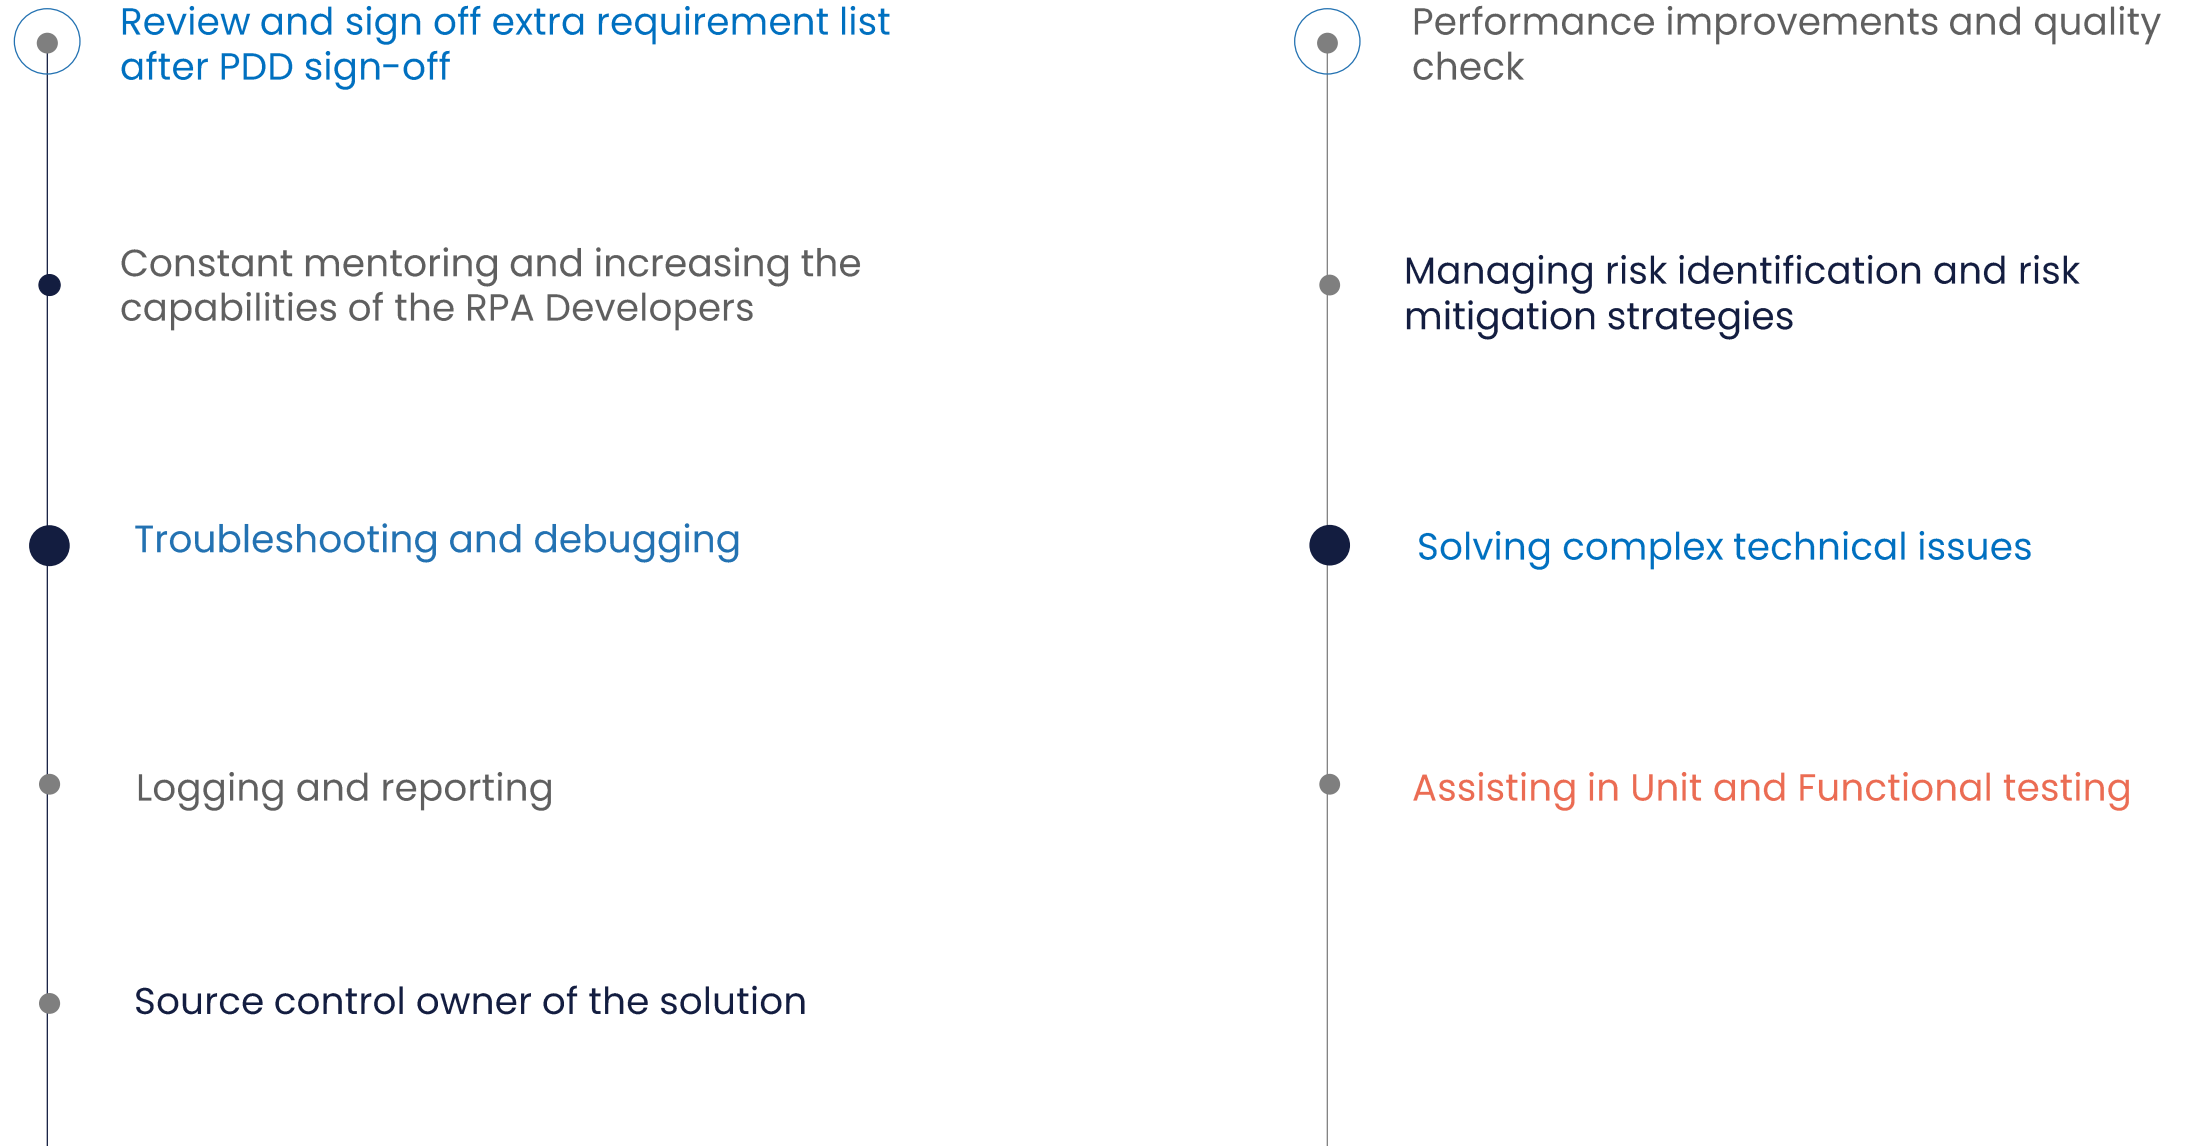 Review and sign off extra requirement list
after PDD sign-off
Constant mentoring and increasing the
capabilities of the RPA Developers
Troubleshooting and debugging
Logging and reporting
Source control owner of the solution
Performance improvements and quality
check
Managing risk identification and risk
mitigation strategies
Solving complex technical issues
Assisting in Unit and Functional testing